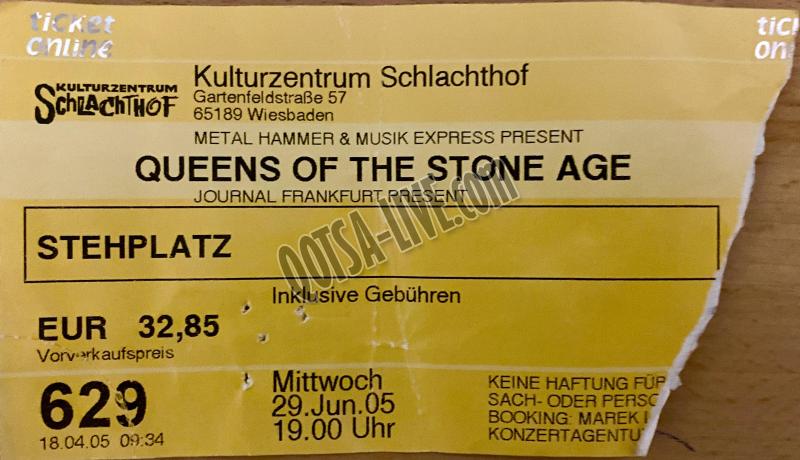 ticket
online
KULTURZENTRUM
SCHLACHTHOF
Kulturzentrum Schlachthof
Gartenfeldstraße 57
65189 Wiesbaden
METAL HAMMER & MUSIK EXPRESS PRESENT
QUEENS OF THE STONE AGE
JOURNAL FRANKFURT PRESENT
QOTSA-LIVE.com
STEHPLATZ
Inklusive Gebühren
EUR 32,85
Vorverkaufspreis
629
18.04.05 09:34
Mittwoch
29.Jun.05
19.00 Uhr
KEINE HAFTUNG FÜR
SACH- ODER PERSO
BOOKING: MAREK
KONZERTAGENTU